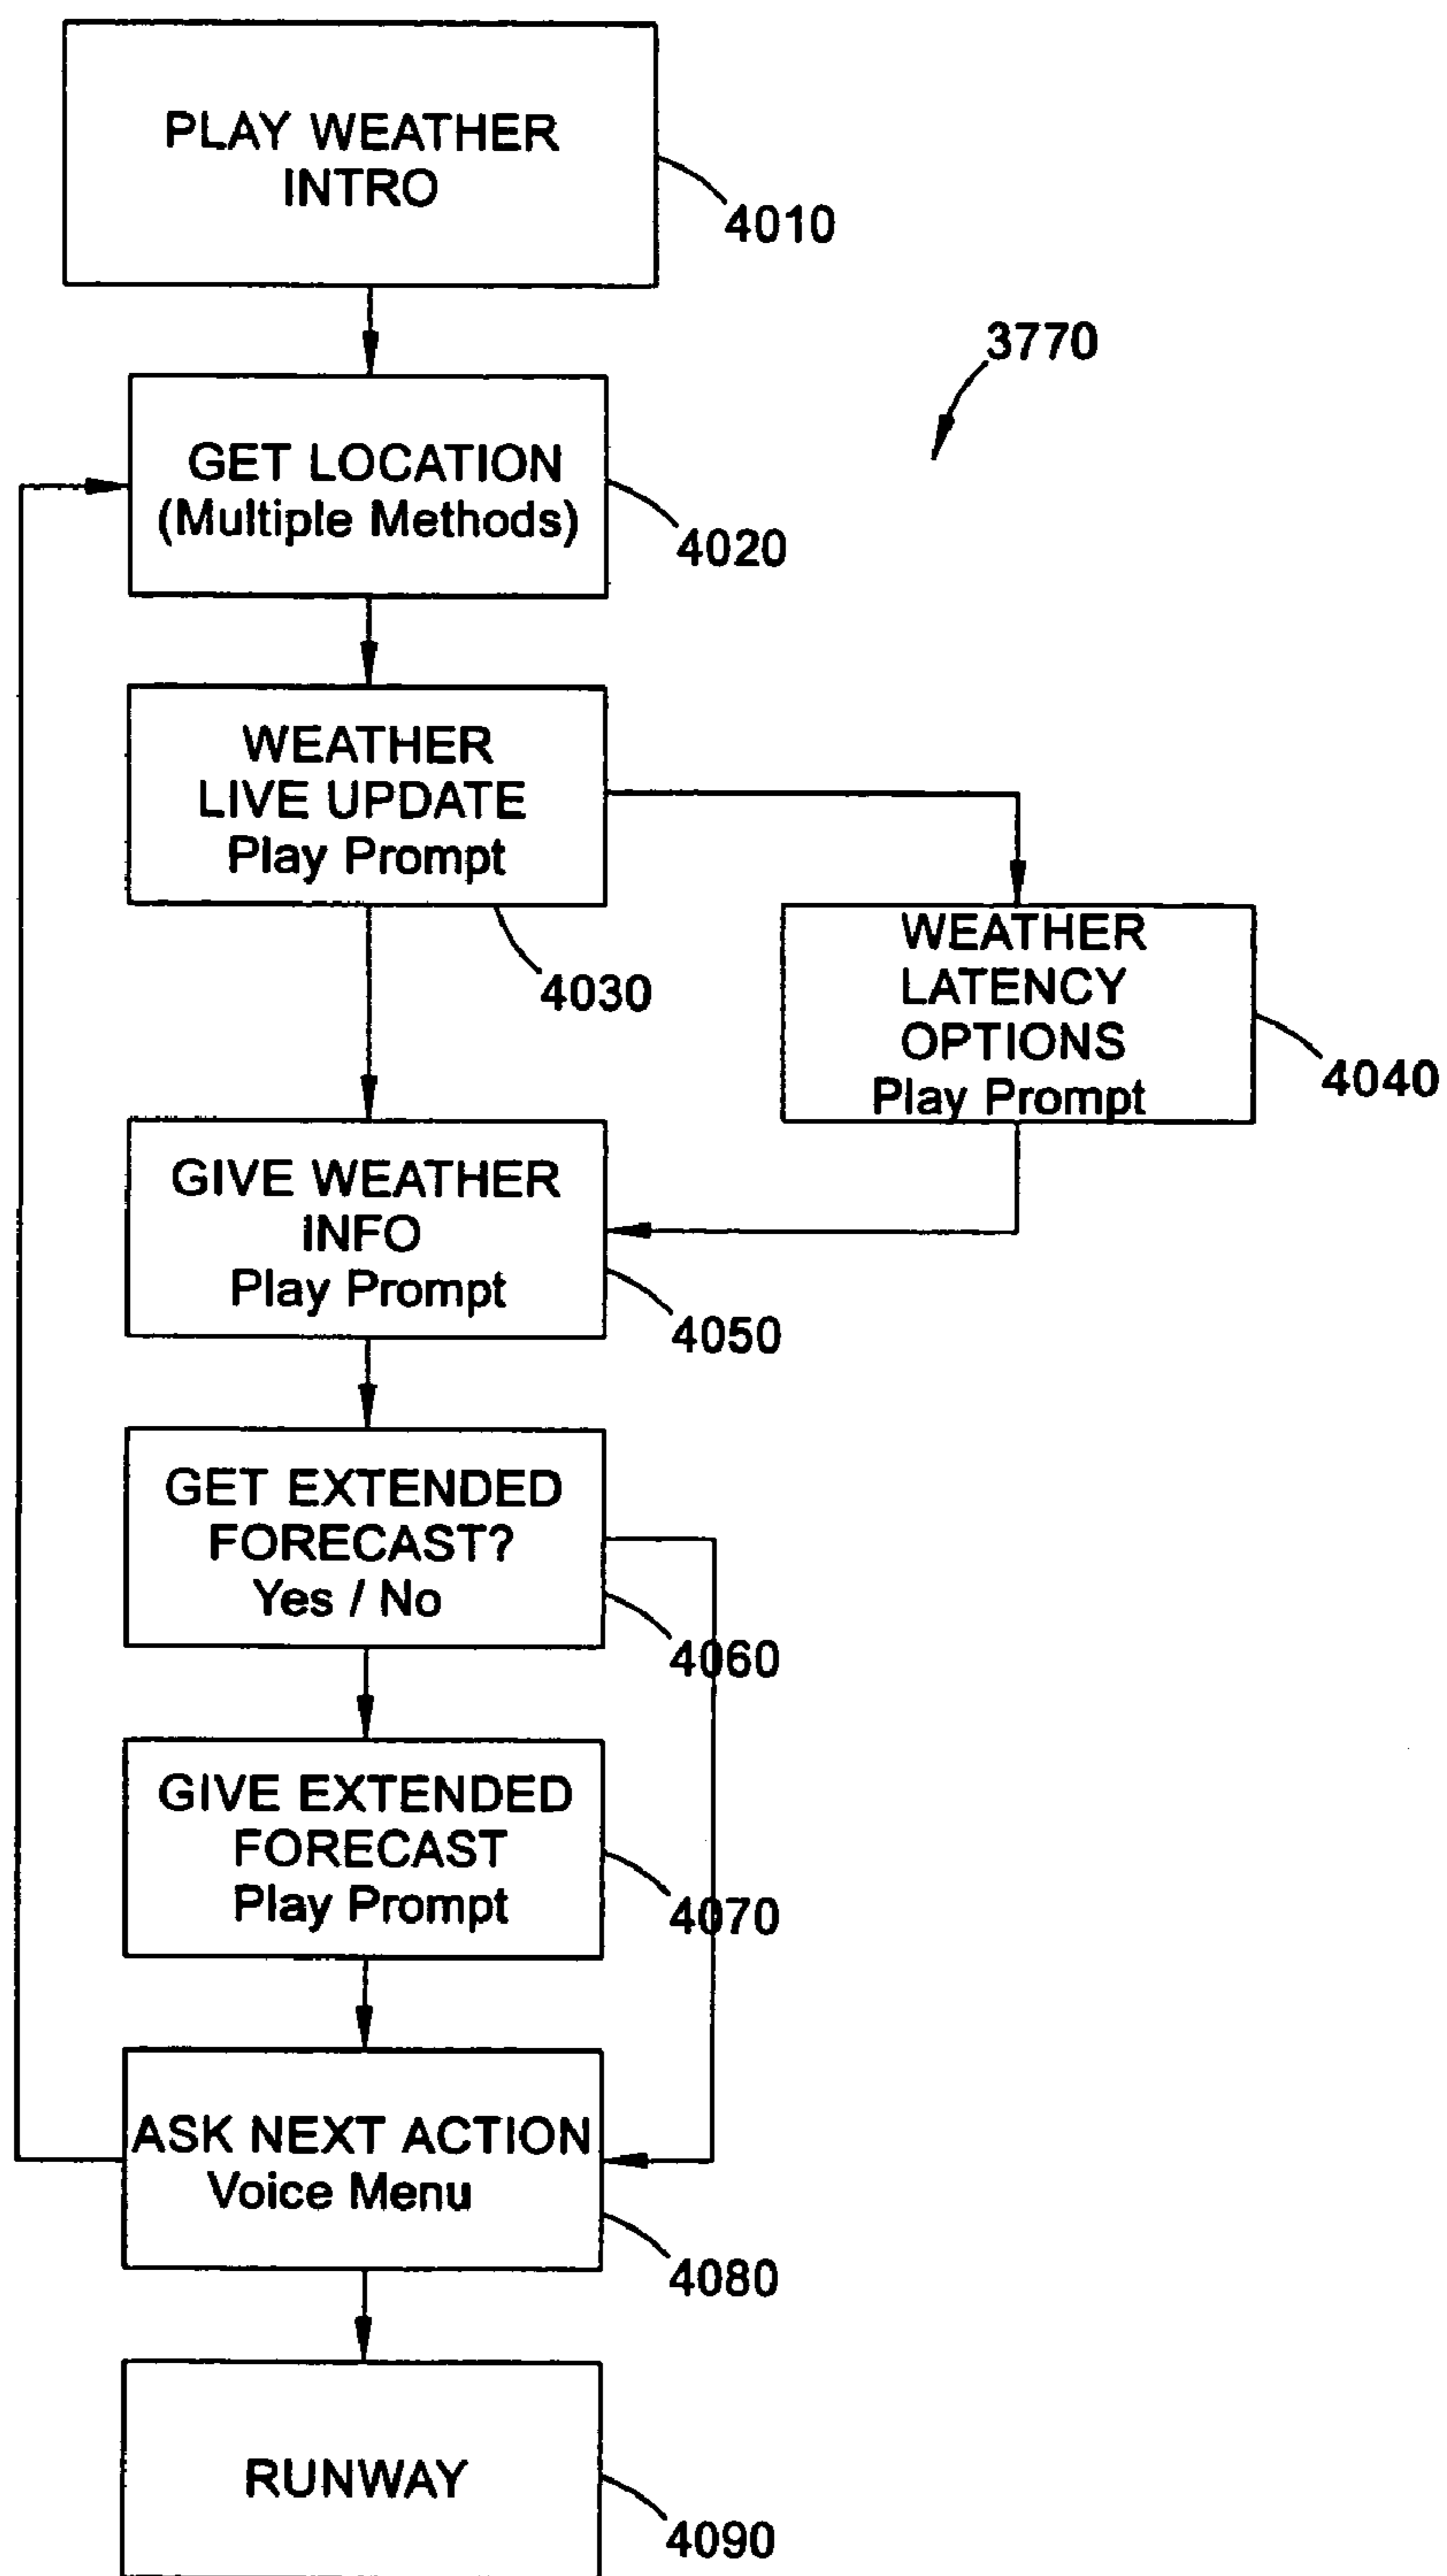 PLAY WEATHER
INTRO
4010
3770
GET LOCATION
(Multiple Methods)
4020
WEATHER
LIVE UPDATE
Play Prompt
4030
WEATHER
LATENCY
OPTIONS
Play Prompt
4040
GIVE WEATHER
INFO
Play Prompt
4050
GET EXTENDED
FORECAST?
Yes / No
4060
GIVE EXTENDED
FORECAST
Play Prompt
4070
ASK NEXT ACTION
Voice Menu
4080
RUNWAY
4090